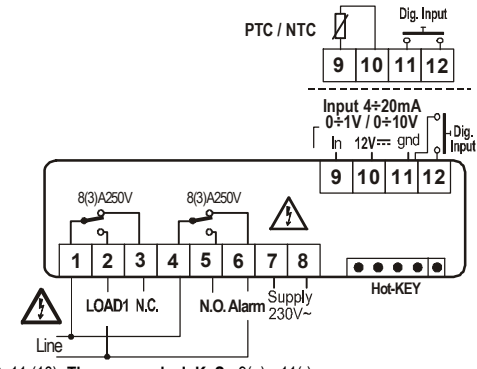 PTC / NTC
Dig. Input
9 10 11 12
Input 4÷20mA
0÷1V / 0÷10V
In 12V⎓ gnd
Dig.
Input
9 10 11 12
8(3)A250V 8(3)A250V
1 2 3 4 5 6 7 8
LOAD1 N.C. N.O. Alarm Supply
230V~
Hot-KEY
Line